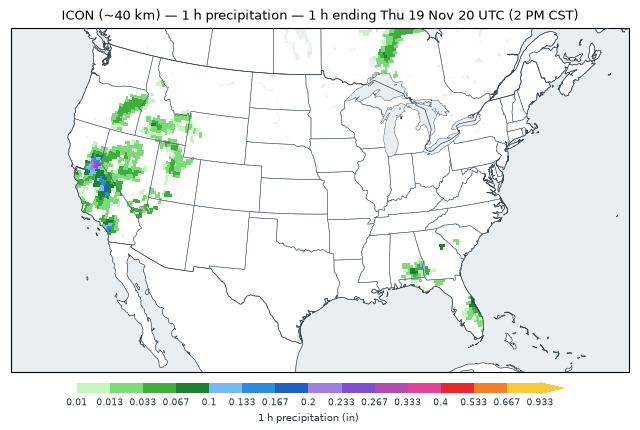 ICON (~40 km) — 1 h precipitation — 1 h ending Thu 19 Nov 20 UTC (2 PM CST)
0.01 0.013 0.033 0.067 0.1 0.133 0.167 0.2 0.233 0.267 0.333 0.4 0.533 0.667 0.933
1 h precipitation (in)